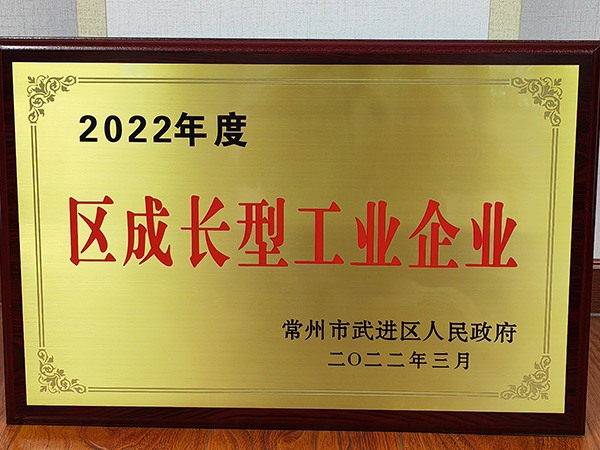 2022年度
区成长型工业企业
常州市武进区人民政府
二〇二二年三月